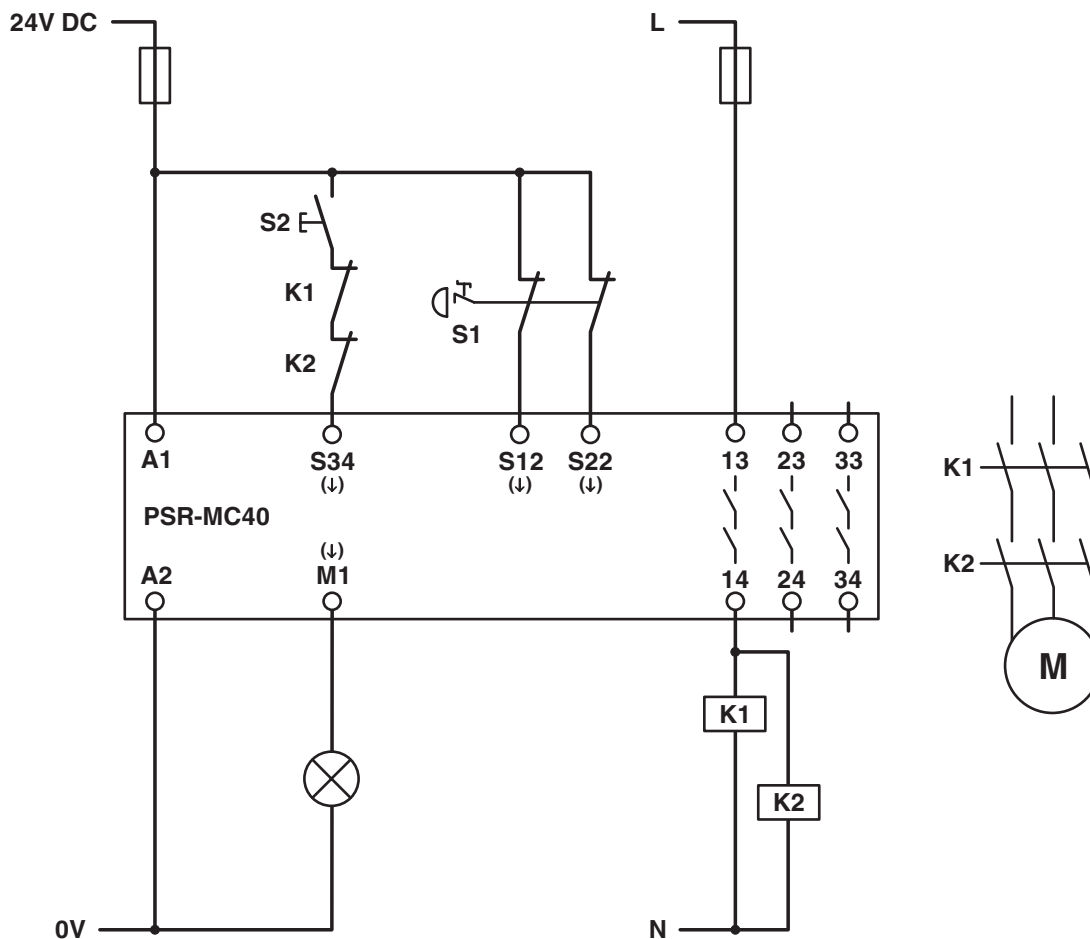 24V DC
L
S2
K1
K2
S1
A1
S34
S12
S22
13
23
33
(↓)
(↓)
(↓)
PSR-MC40
(↓)
A2
M1
14
24
34
K1
K2
M
K1
K2
0V
N